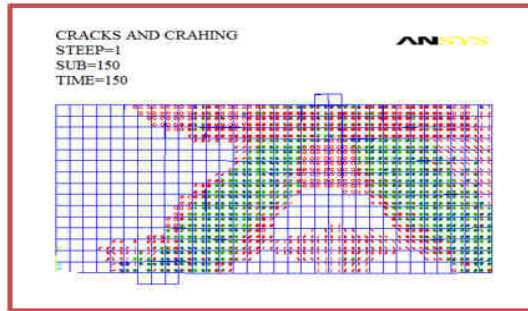 CRACKS AND CRAHING
STEEP=1
SUB=150
TIME=150
ANSYS